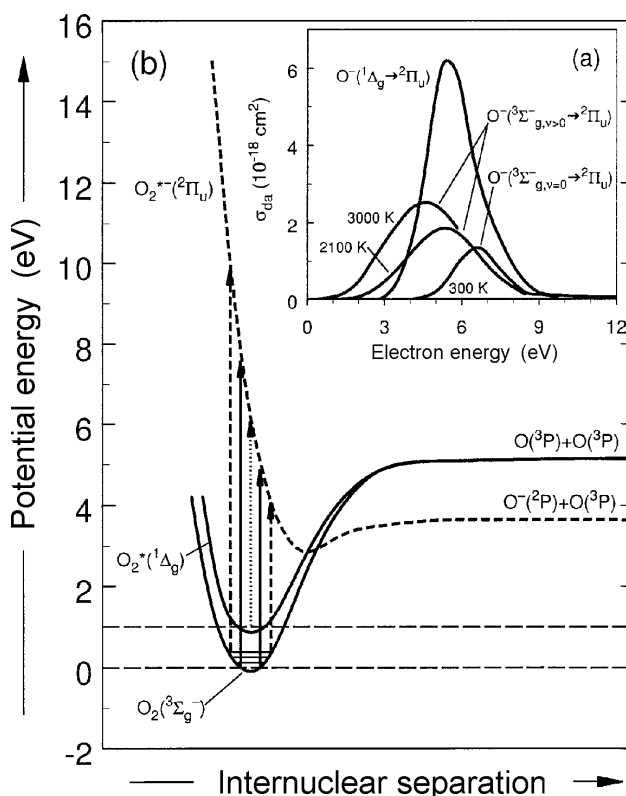 16
14
12
10
8
6
4
2
0
-2
Potential energy (eV)
(b)
(a)
6
4
2
0
σda (10⁻¹⁸ cm²)
O⁻(¹Δg→²Πu)
O⁻(³Σ⁻g,ν>0→²Πu)
O⁻(³Σ⁻g,ν=0→²Πu)
3000 K
2100 K
300 K
0 3 6 9 12
Electron energy (eV)
O₂*⁻(²Πu)
O(³P)+O(³P)
O⁻(²P)+O(³P)
O₂*(¹Δg)
O₂(³Σg⁻)
Internuclear separation